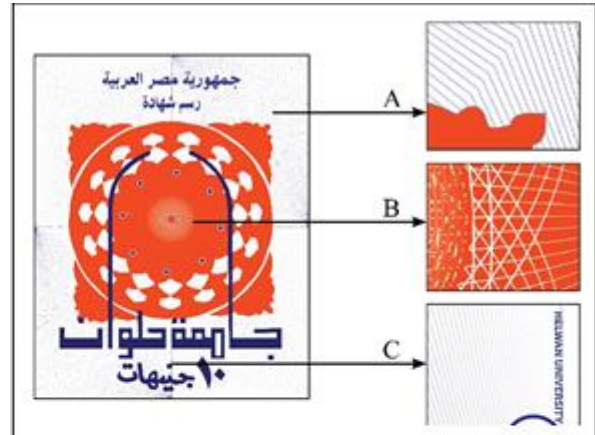 جمهورية مصر العربية
رسم شهادة
A
B
جامعة حلوان
١٠ جنيهات
C
HELWAN UNIVERSITY